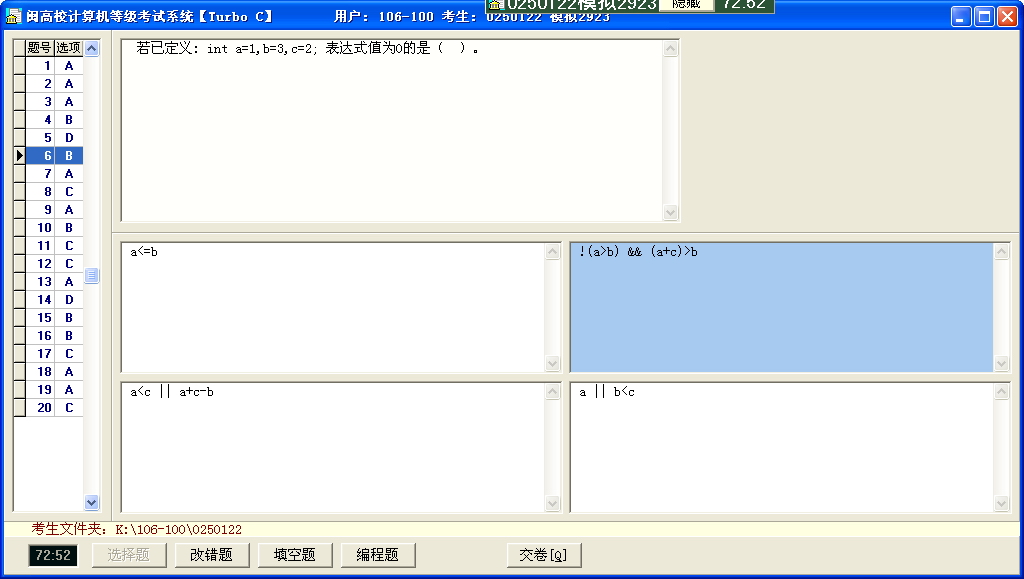 闽高校计算机等级考试系统【Turbo C】 用户: 106-100 考生: 0250122 模拟2923
0250122模拟2923 隐藏 72:52
题号 选项
1 A
2 A
3 A
4 B
5 D
6 B
7 A
8 C
9 A
10 B
11 C
12 C
13 A
14 D
15 B
16 B
17 C
18 A
19 A
20 C
若已定义: int a=1,b=3,c=2; 表达式值为0的是（ ）。
a<=b
!(a>b) && (a+c)>b
a<c || a+c-b
a || b<c
考生文件夹: K:\106-100\0250122
72:52 选择题 改错题 填空题 编程题 交卷[Q]